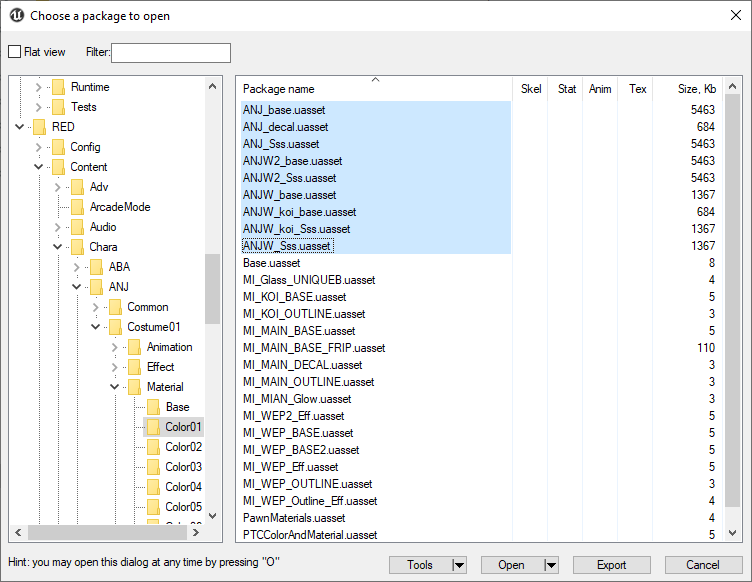 Choose a package to open
Flat view Filter:
Runtime
Tests
RED
Config
Content
Adv
ArcadeMode
Audio
Chara
ABA
ANJ
Common
Costume01
Animation
Effect
Material
Base
Color01
Color02
Color03
Color04
Color05
Package name Skel Stat Anim Tex Size, Kb
ANJ_base.uasset 5463
ANJ_decal.uasset 684
ANJ_Sss.uasset 5463
ANJW2_base.uasset 5463
ANJW2_Sss.uasset 5463
ANJW_base.uasset 1367
ANJW_koi_base.uasset 684
ANJW_koi_Sss.uasset 1367
ANJW_Sss.uasset 1367
Base.uasset 8
MI_Glass_UNIQUEB.uasset 4
MI_KOI_BASE.uasset 5
MI_KOI_OUTLINE.uasset 3
MI_MAIN_BASE.uasset 5
MI_MAIN_BASE_FRIP.uasset 110
MI_MAIN_DECAL.uasset 3
MI_MAIN_OUTLINE.uasset 3
MI_MIAN_Glow.uasset 3
MI_WEP2_Eff.uasset 4
MI_WEP_BASE.uasset 5
MI_WEP_BASE2.uasset 5
MI_WEP_Eff.uasset 5
MI_WEP_OUTLINE.uasset 3
MI_WEP_Outline_Eff.uasset 4
PawnMaterials.uasset 4
PTCColorAndMaterial.uasset 5
Hint: you may open this dialog at any time by pressing "O"
Tools Open Export Cancel